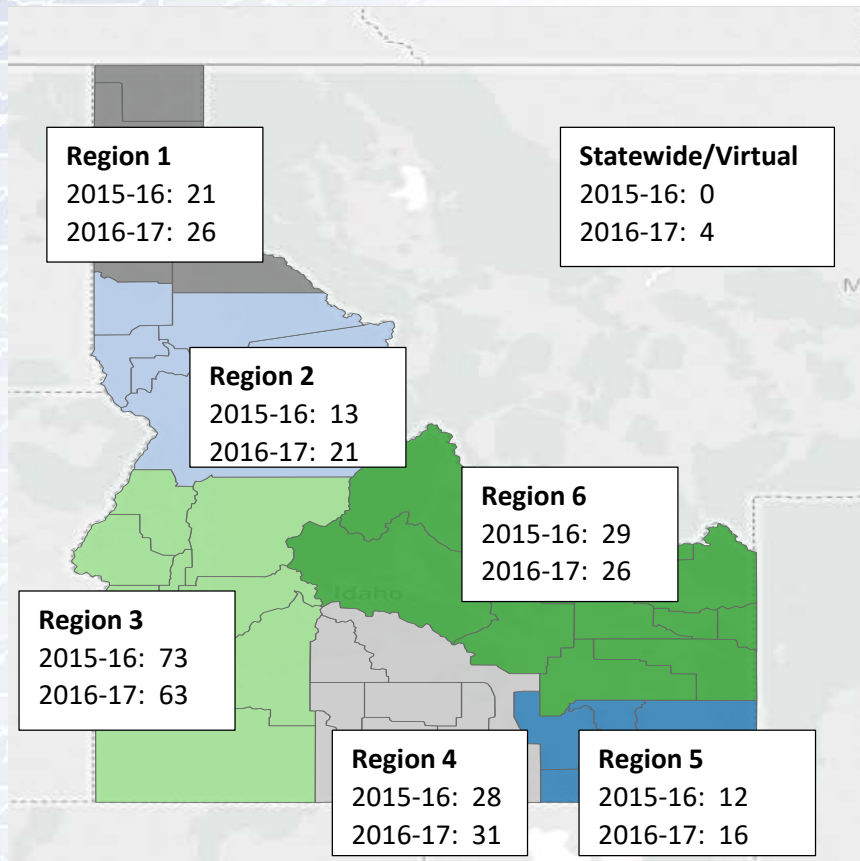 Region 1
2015-16: 21
2016-17: 26
Statewide/Virtual
2015-16: 0
2016-17: 4
M
Region 2
2015-16: 13
2016-17: 21
Region 6
2015-16: 29
2016-17: 26
Idaho
Region 3
2015-16: 73
2016-17: 63
Region 4
2015-16: 28
2016-17: 31
Region 5
2015-16: 12
2016-17: 16